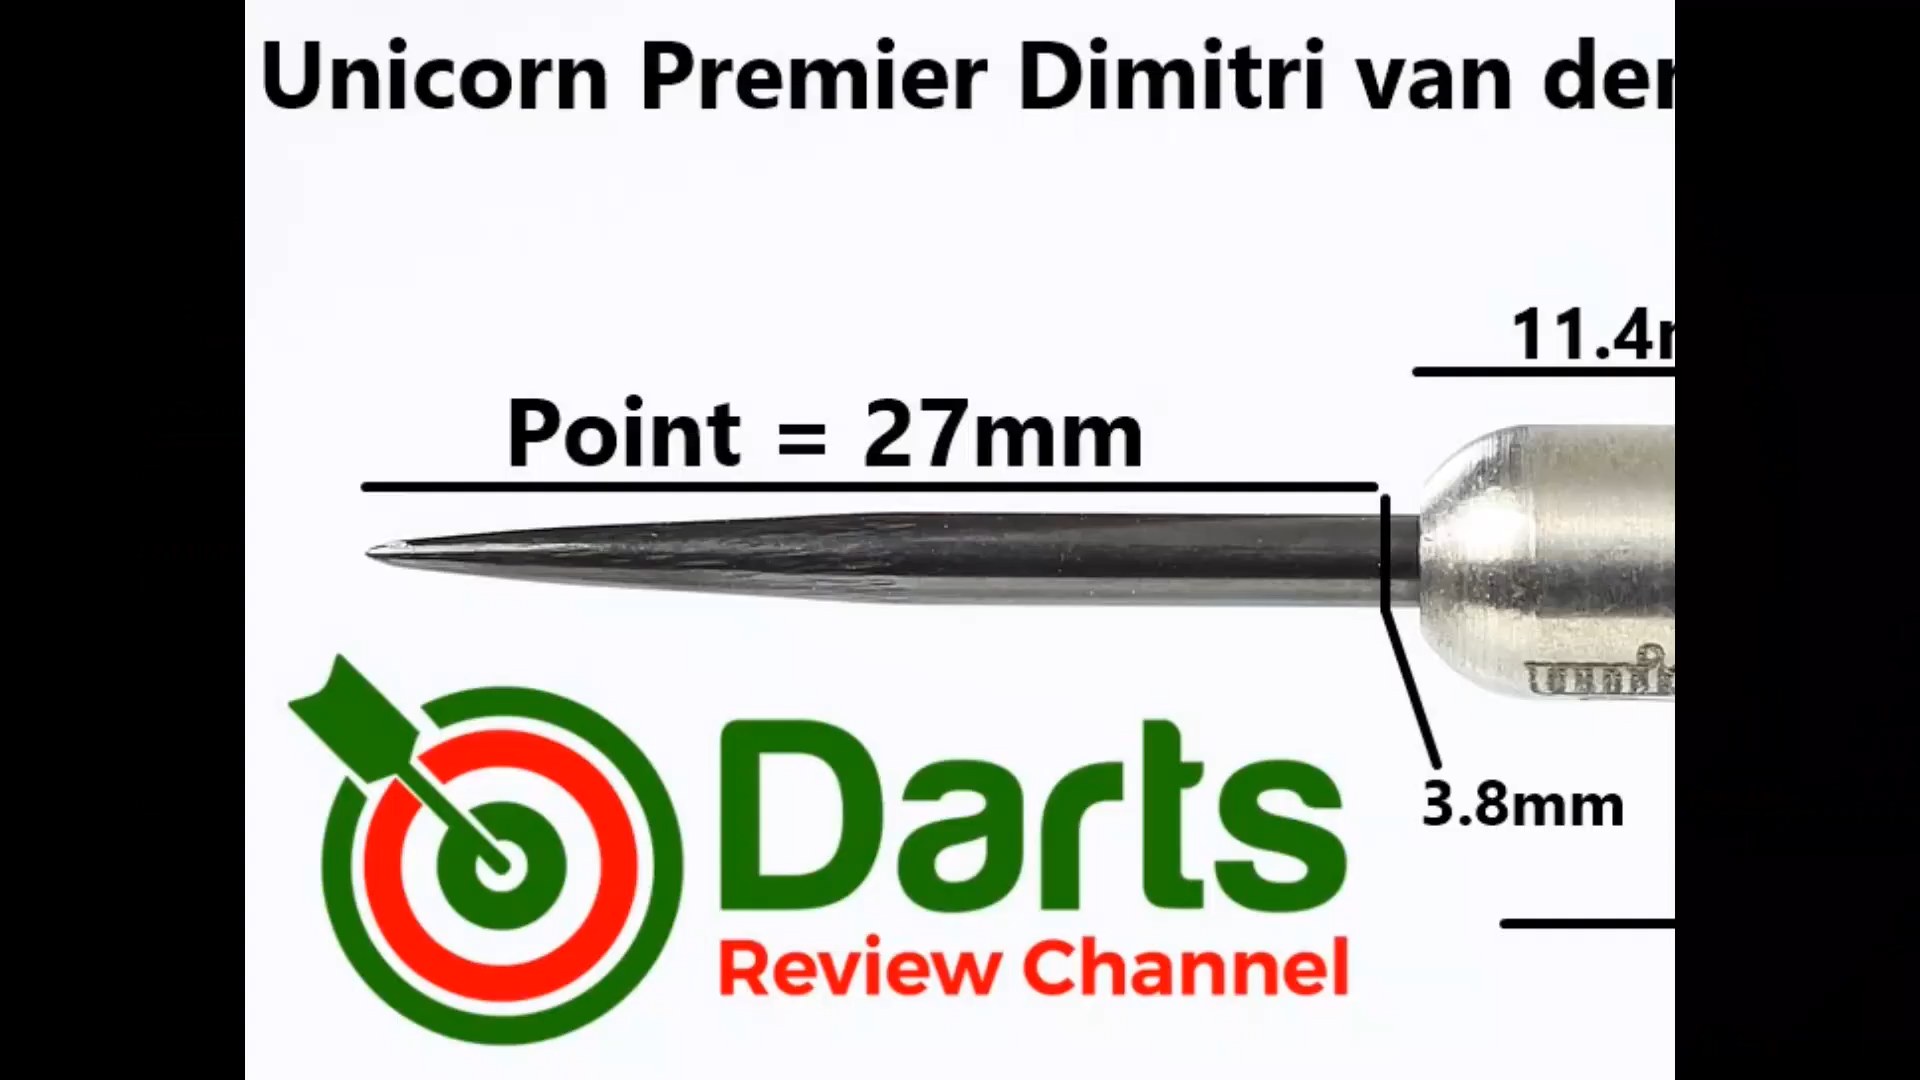 Unicorn Premier Dimitri van der
11.4
Point = 27mm
3.8mm
Darts
Review Channel